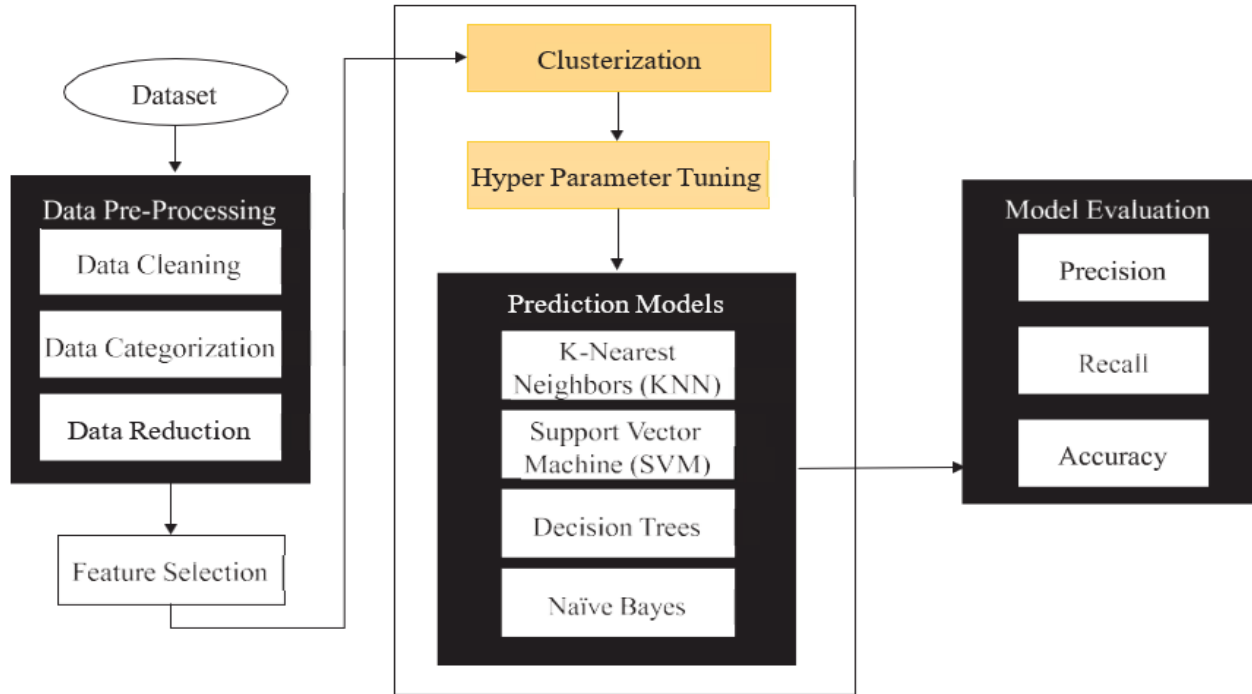 Dataset
Data Pre-Processing
Data Cleaning
Data Categorization
Data Reduction
Feature Selection
Clusterization
Hyper Parameter Tuning
Prediction Models
K-Nearest
Neighbors (KNN)
Support Vector
Machine (SVM)
Decision Trees
Naïve Bayes
Model Evaluation
Precision
Recall
Accuracy